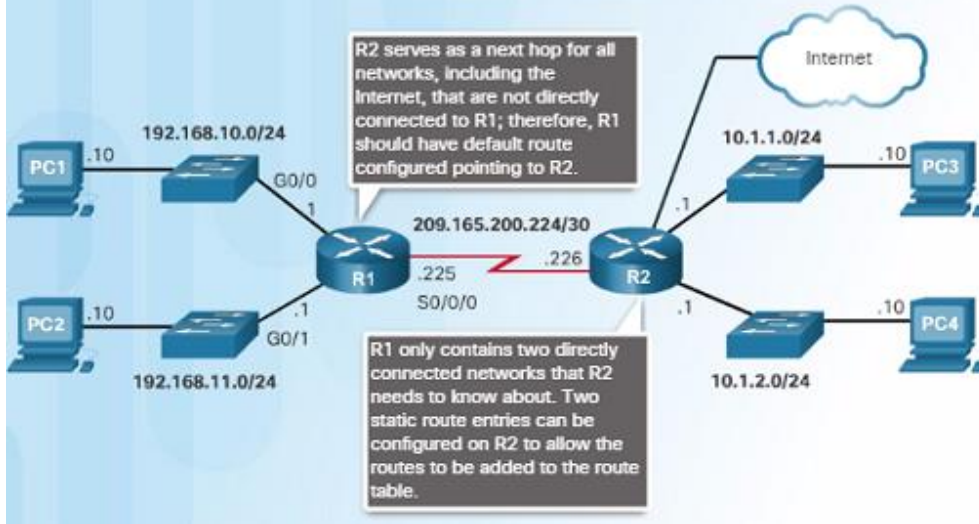 R2 serves as a next hop for all
networks, including the
Internet, that are not directly
connected to R1; therefore, R1
should have default route
configured pointing to R2.
Internet
192.168.10.0/24
10.1.1.0/24
PC1
.10
G0/0
.1
.10
PC3
1
209.165.200.224/30
R1
.225
.226
R2
S0/0/0
PC2
.10
.1
G0/1
.1
.10
PC4
192.168.11.0/24
10.1.2.0/24
R1 only contains two directly
connected networks that R2
needs to know about. Two
static route entries can be
configured on R2 to allow the
routes to be added to the route
table.